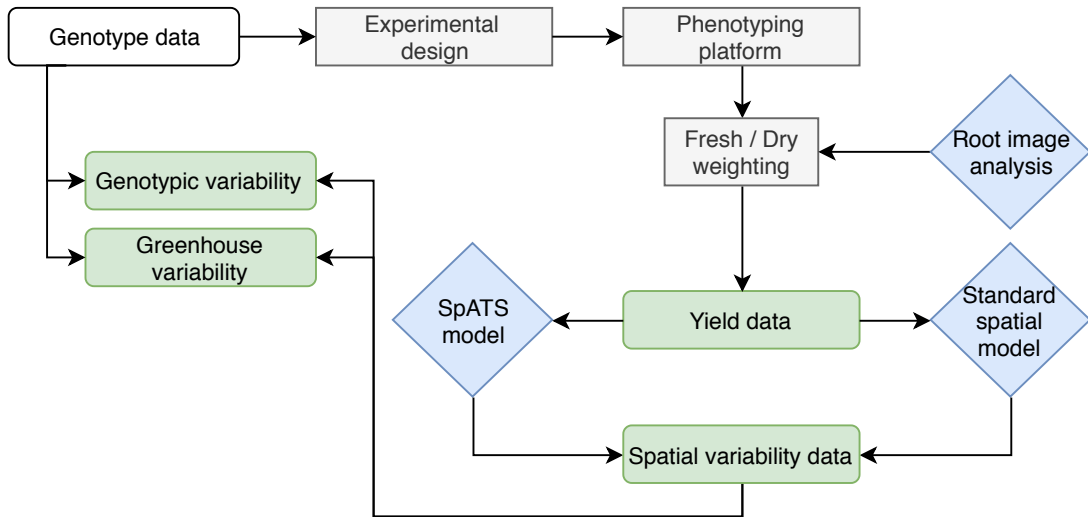 Genotype data
Experimental
design
Phenotyping
platform
Fresh / Dry
weighting
Root image
analysis
Genotypic variability
Greenhouse
variability
SpATS
model
Yield data
Standard
spatial
model
Spatial variability data